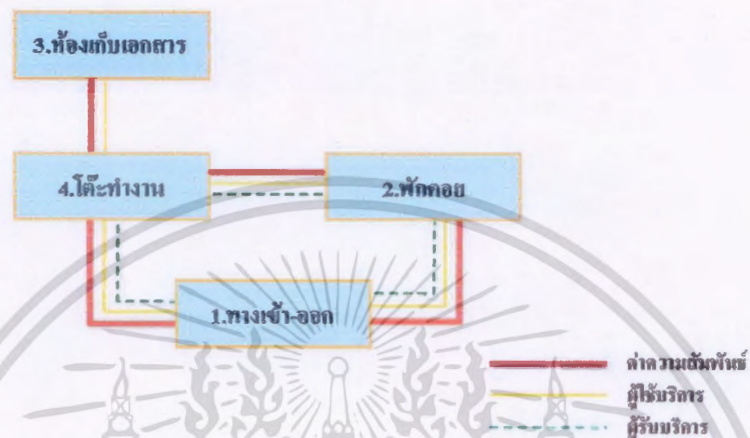 3.ห้องเก็บเอกสาร
4.โต๊ะทำงาน
2.พักคอย
1.ทางเข้า-ออก
ค่าความสัมพันธ์
ผู้ใช้บริการ
ผู้รับบริการ